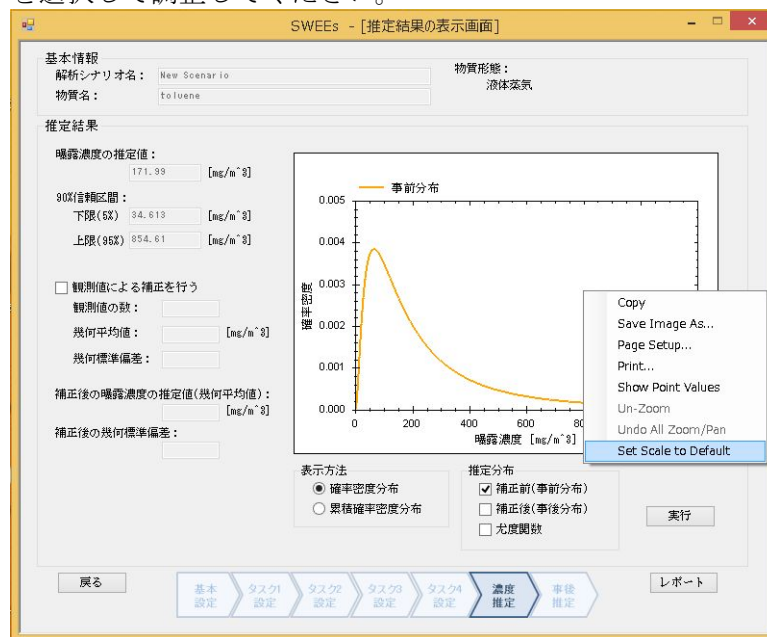 を選択して調整してください。
SWEEs - [推定結果の表示画面]
基本情報
解析シナリオ名： New Scenario
物質形態：
液体蒸気
物質名： toluene
推定結果
曝露濃度の推定値：
171.99 [mg/m^3]
90%信頼区間：
下限(5%) 34.613 [mg/m^3]
上限(95%) 854.61 [mg/m^3]
観測値による補正を行う
観測値の数：
幾何平均値： [mg/m^3]
幾何標準偏差：
補正後の曝露濃度の推定値(幾何平均値)：
[mg/m^3]
補正後の幾何標準偏差：
事前分布
確率密度
0.005
0.004
0.003
0.002
0.001
0.000
0 200 400 600 80
曝露濃度 [mg/m^3]
Copy
Save Image As...
Page Setup...
Print...
Show Point Values
Un-Zoom
Undo All Zoom/Pan
Set Scale to Default
表示方法
確率密度分布
累積確率密度分布
推定分布
補正前(事前分布)
補正後(事後分布)
尤度関数
実行
戻る
基本設定
タスク1設定
タスク2設定
タスク3設定
タスク4設定
濃度推定
事後推定
レポート